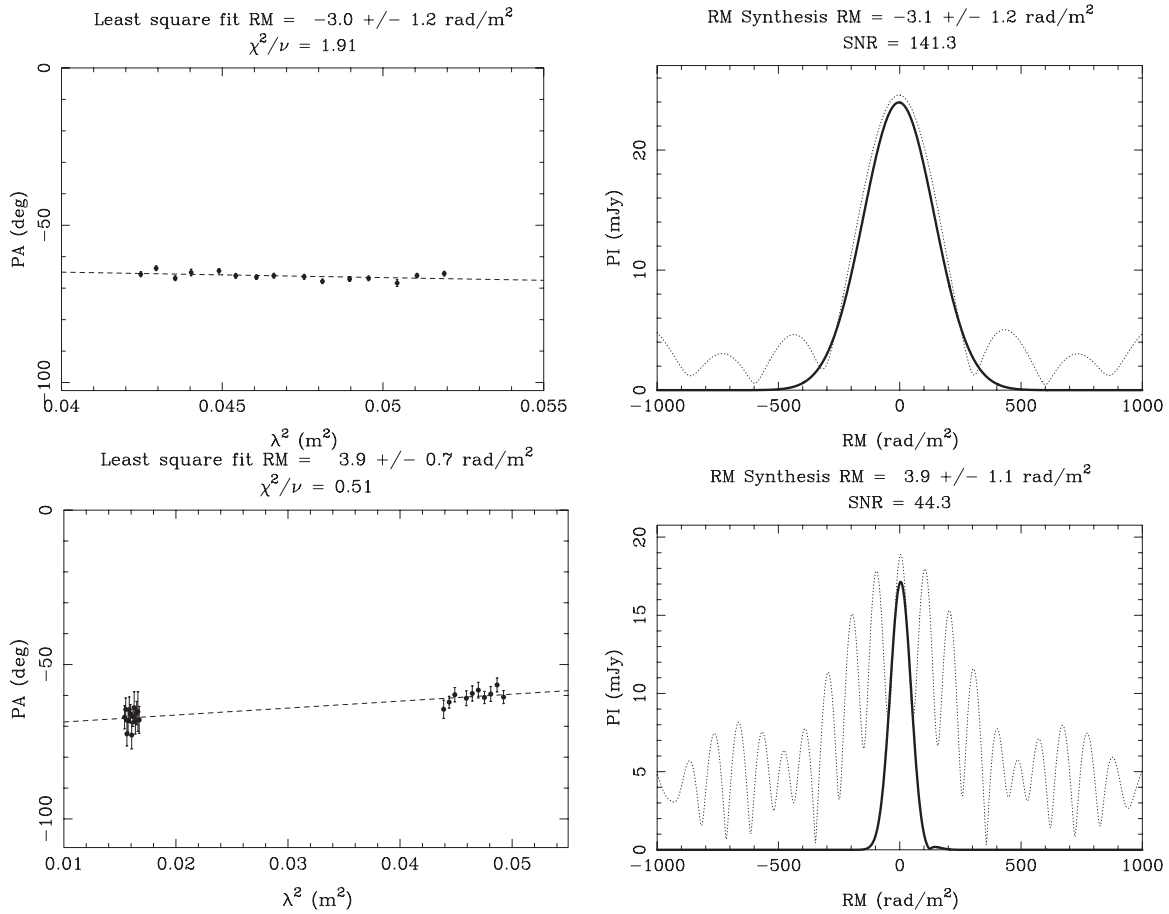 Least square fit RM = −3.0 +/− 1.2 rad/m²
χ²/ν = 1.91
0
−50
−100
PA (deg)
0.04 0.045 0.05 0.055
λ² (m²)
RM Synthesis RM = −3.1 +/− 1.2 rad/m²
SNR = 141.3
20
10
0
PI (mJy)
−1000 −500 0 500 1000
RM (rad/m²)
Least square fit RM = 3.9 +/− 0.7 rad/m²
χ²/ν = 0.51
0
−50
−100
PA (deg)
0.01 0.02 0.03 0.04 0.05
λ² (m²)
RM Synthesis RM = 3.9 +/− 1.1 rad/m²
SNR = 44.3
20
15
10
5
0
PI (mJy)
−1000 −500 0 500 1000
RM (rad/m²)